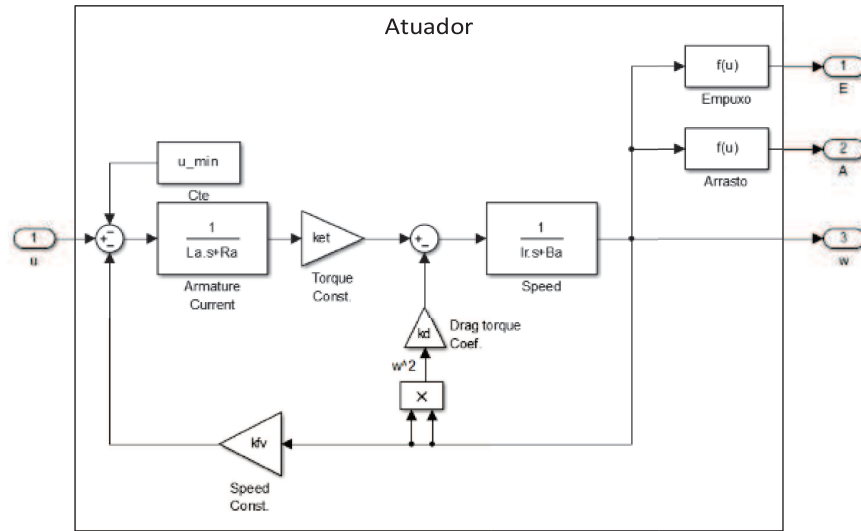 Atuador
f(u)
Empuxo
1
E
f(u)
Arrasto
2
A
u_min
Cte
1
u
1
La.s+Ra
Armature
Current
ket
Torque
Const.
1
Ir.s+Ba
Speed
3
w
kd
Drag torque
Coef.
w^2
×
kfv
Speed
Const.